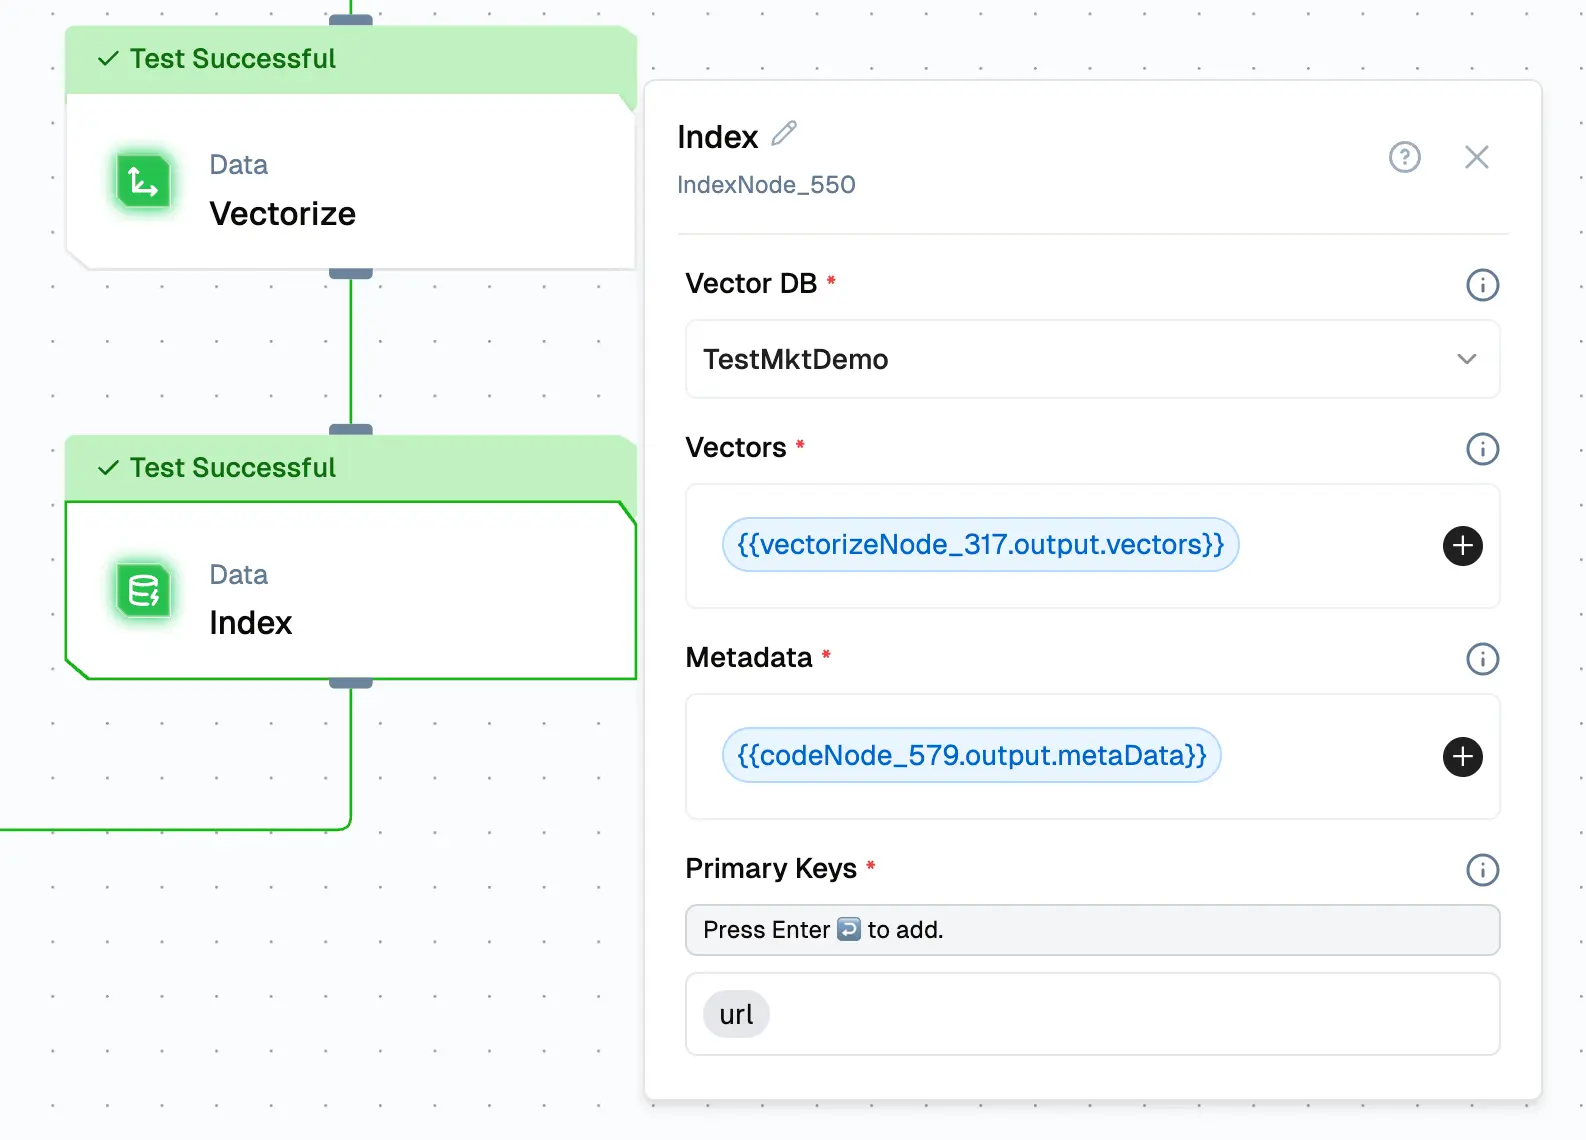 Test Successful
Data
Vectorize
Test Successful
Data
Index
Index
IndexNode_550
Vector DB *
TestMktDemo
Vectors *
{{vectorizeNode_317.output.vectors}}
Metadata *
{{codeNode_579.output.metaData}}
Primary Keys *
Press Enter ↩️ to add.
url